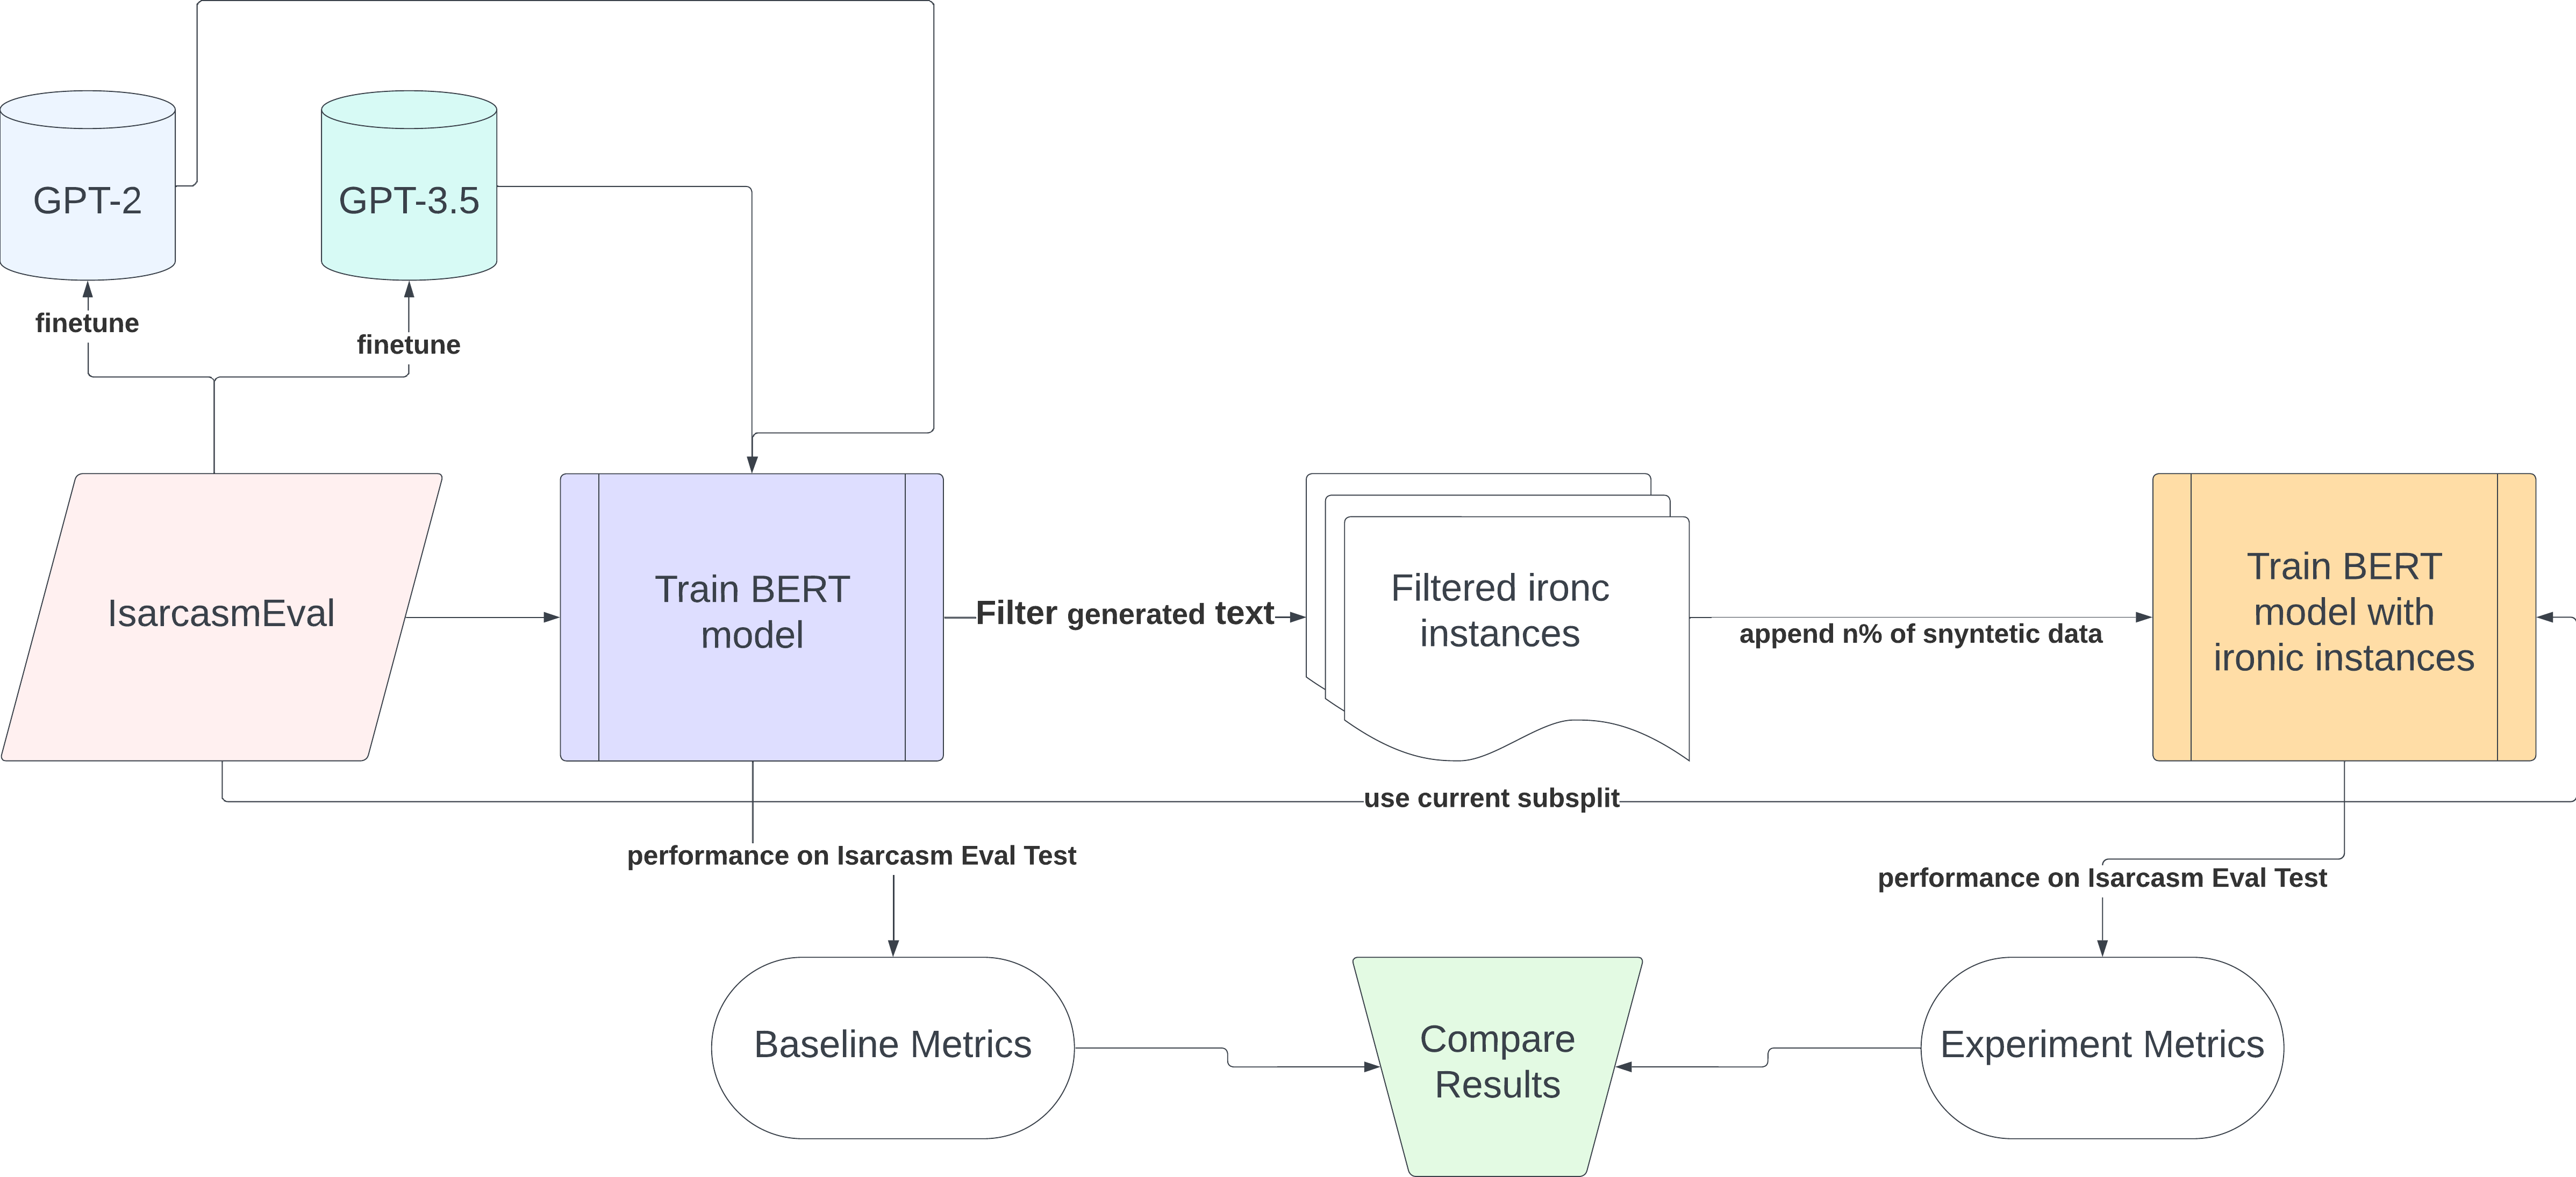 GPT-2
GPT-3.5
finetune
finetune
IsarcasmEval
Train BERT
model
Filter generated text
Filtered ironc
instances
append n% of snyntetic data
Train BERT
model with
ironic instances
use current subsplit
performance on Isarcasm Eval Test
performance on Isarcasm Eval Test
Baseline Metrics
Compare
Results
Experiment Metrics